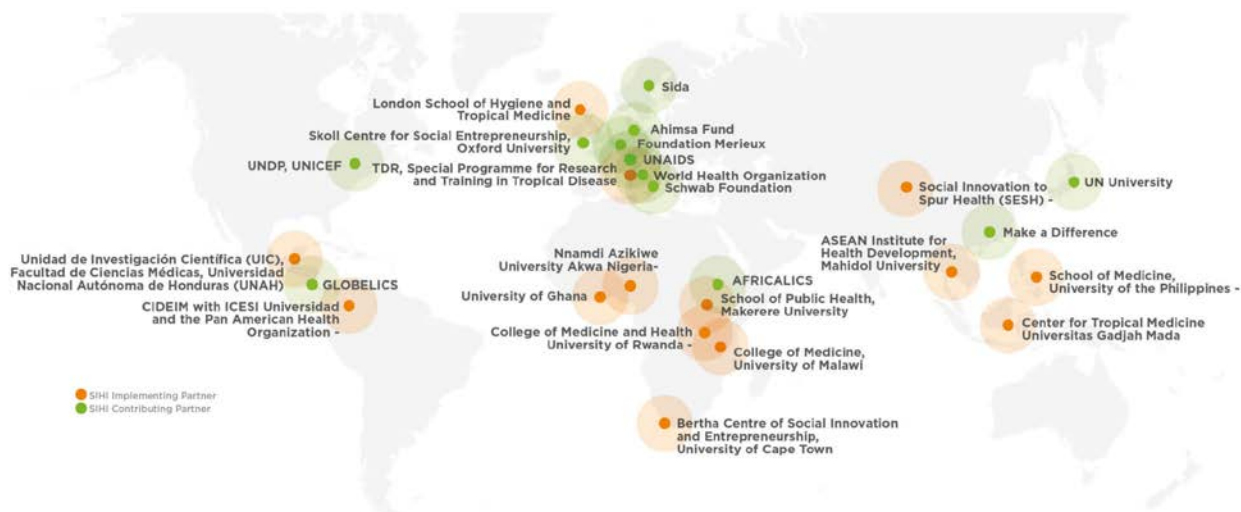 Sida
London School of Hygiene and
Tropical Medicine
Ahimsa Fund
Skoll Centre for Social Entrepreneurship,
Oxford University
Foundation Merieux
UNAIDS
UNDP, UNICEF
TDR, Special Programme for Research
and Training in Tropical Disease
World Health Organization
Schwab Foundation
Social Innovation to
Spur Health (SESH) -
UN University
Make a Difference
ASEAN Institute for
Health Development,
Mahidol University
School of Medicine,
University of the Philippines -
Center for Tropical Medicine
Universitas Gadjah Mada
Unidad de Investigación Científica (UIC),
Facultad de Ciencias Médicas, Universidad
Nacional Autónoma de Honduras (UNAH)
GLOBELICS
CIDEIM with ICESI Universidad
and the Pan American Health
Organization -
Nnamdi Azikiwe
University Akwa Nigeria-
University of Ghana
AFRICALICS
School of Public Health,
Makerere University
College of Medicine and Health
University of Rwanda -
College of Medicine,
University of Malawi
Bertha Centre of Social Innovation
and Entrepreneurship,
University of Cape Town
SIHI Implementing Partner
SIHI Contributing Partner